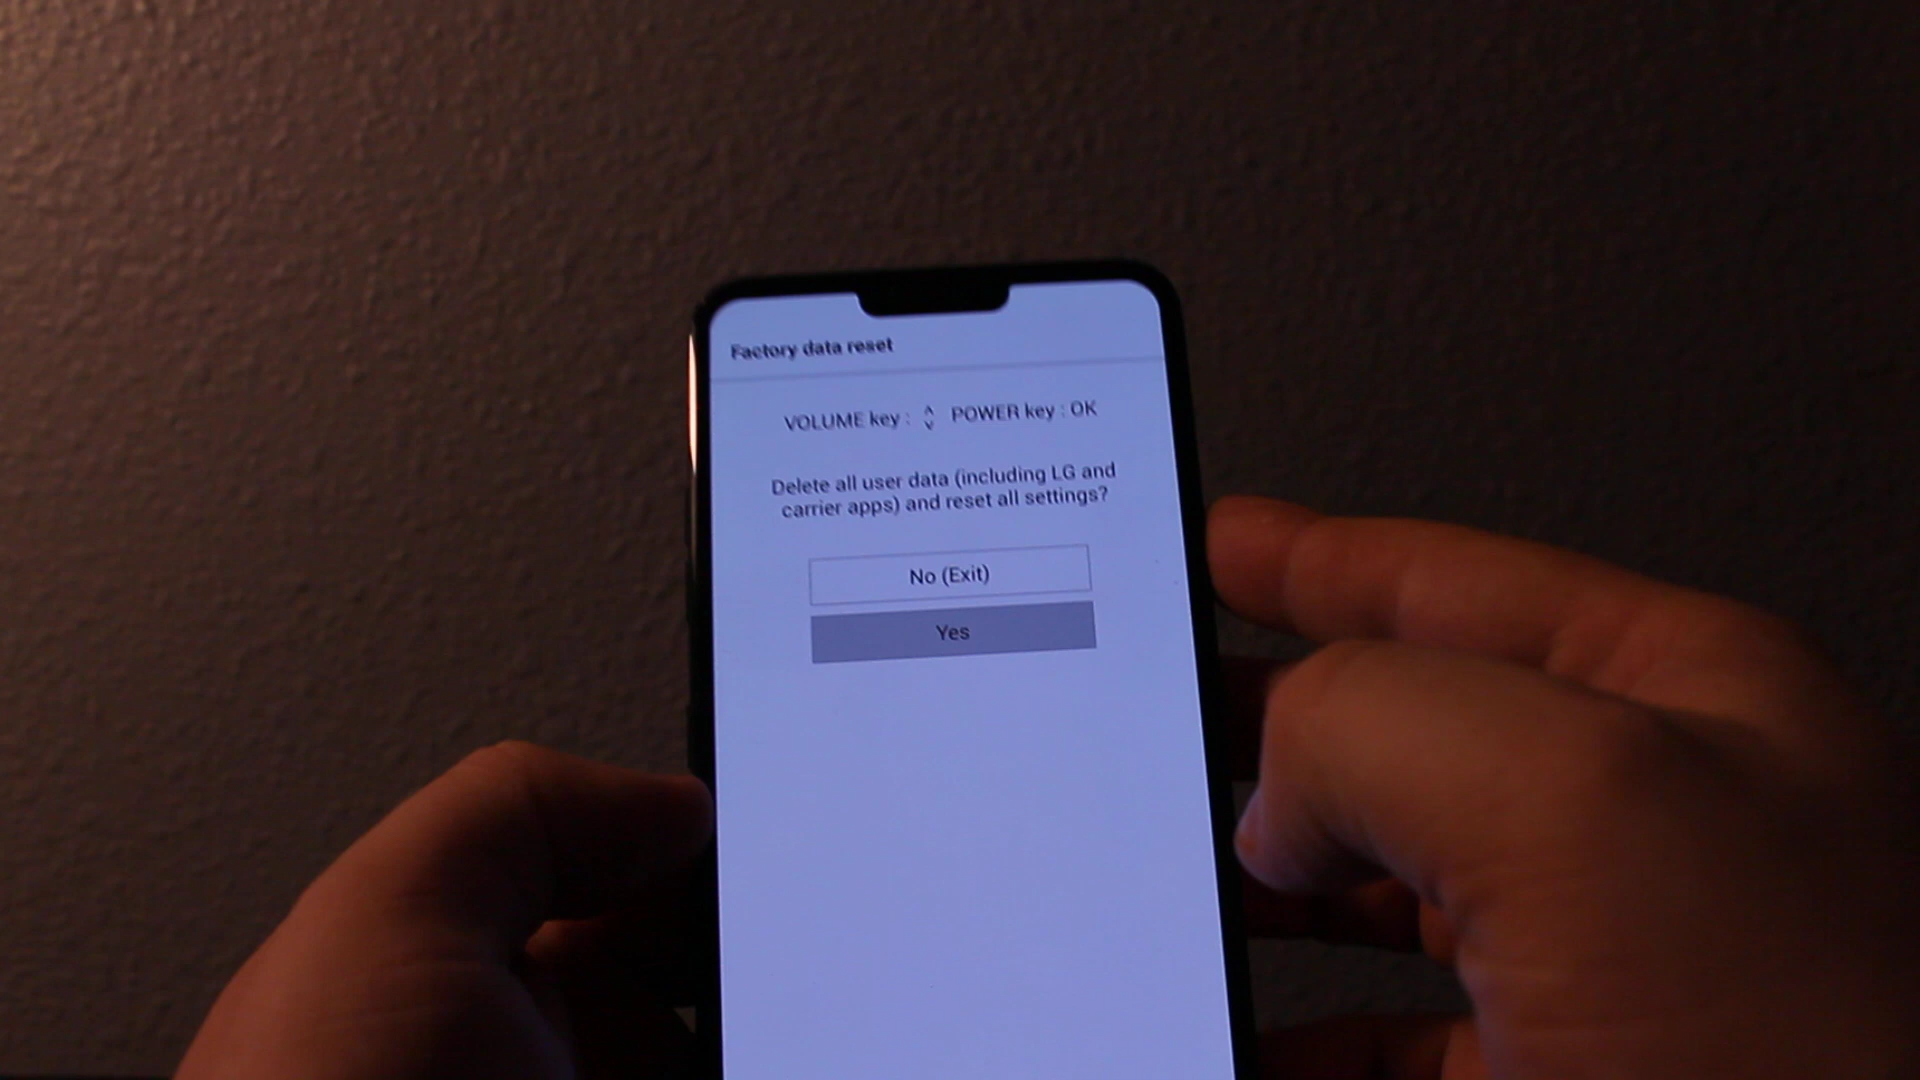 Factory data reset
VOLUME key : POWER key : OK
Delete all user data (including LG and
carrier apps) and reset all settings?
No (Exit)
Yes